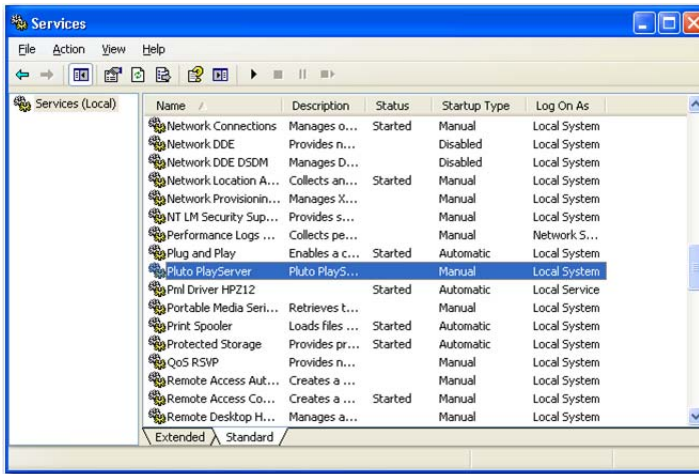 Services
File Action View Help
Services (Local)
Name Description Status Startup Type Log On As
Network Connections Manages o... Started Manual Local System
Network DDE Provides n... Disabled Local System
Network DDE DSDM Manages D... Disabled Local System
Network Location A... Collects an... Started Manual Local System
Network Provisionin... Manages X... Manual Local System
NT LM Security Sup... Provides s... Manual Local System
Performance Logs ... Collects pe... Manual Network S...
Plug and Play Enables a c... Started Automatic Local System
Pluto PlayServer Pluto PlayS... Manual Local System
Pml Driver HPZ12 Started Automatic Local Service
Portable Media Seri... Retrieves t... Manual Local System
Print Spooler Loads files ... Started Automatic Local System
Protected Storage Provides pr... Started Automatic Local System
QoS RSVP Provides n... Manual Local System
Remote Access Aut... Creates a ... Manual Local System
Remote Access Co... Creates a ... Started Manual Local System
Remote Desktop H... Manages a... Manual Local System
Extended Standard